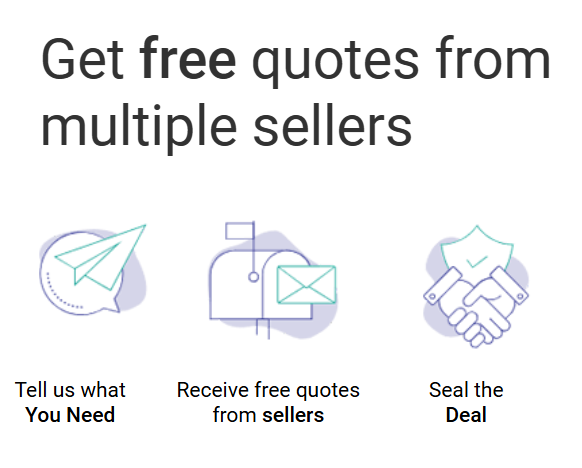 Get free quotes from
multiple sellers
Tell us what
You Need
Receive free quotes
from sellers
Seal the
Deal